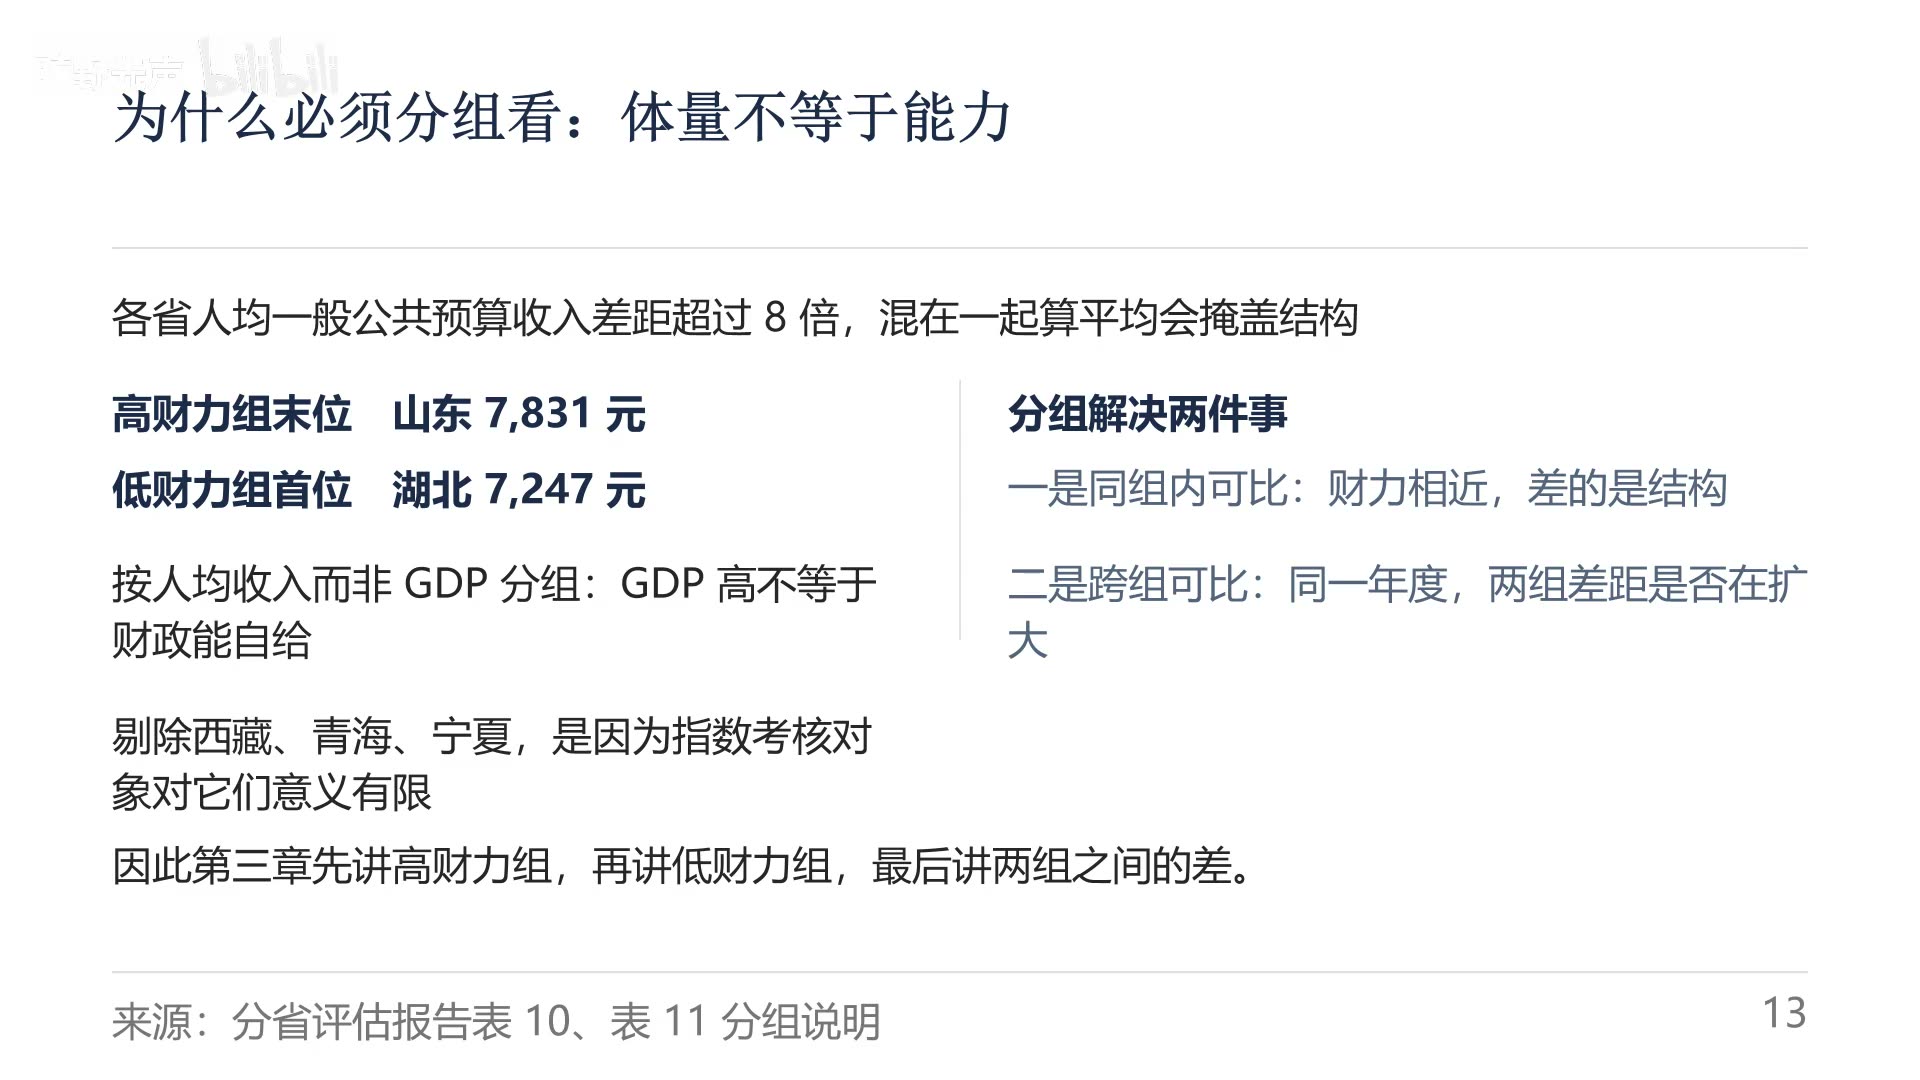 bilibili
为什么必须分组看：体量不等于能力
各省人均一般公共预算收入差距超过 8 倍，混在一起算平均会掩盖结构
高财力组末位 山东 7,831 元
低财力组首位 湖北 7,247 元
按人均收入而非 GDP 分组：GDP 高不等于
财政能自给
剔除西藏、青海、宁夏，是因为指数考核对
象对它们意义有限
分组解决两件事
一是同组内可比：财力相近，差的是结构
二是跨组可比：同一年度，两组差距是否在扩
大
因此第三章先讲高财力组，再讲低财力组，最后讲两组之间的差。
来源：分省评估报告表 10、表 11 分组说明
13